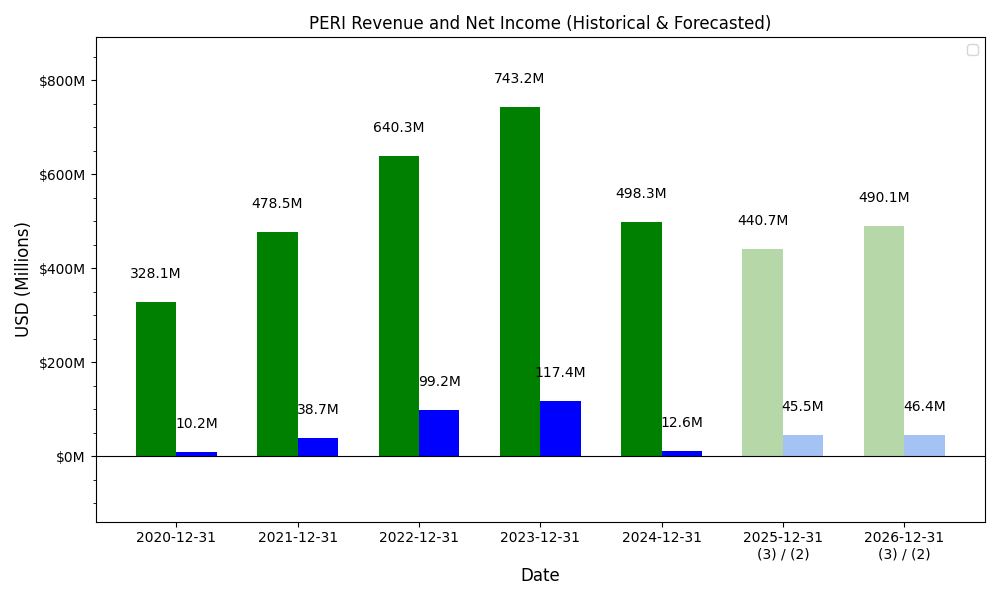 PERI Revenue and Net Income (Historical & Forecasted)
USD (Millions)
$800M
$600M
$400M
$200M
$0M
328.1M
10.2M
478.5M
38.7M
640.3M
99.2M
743.2M
117.4M
498.3M
12.6M
440.7M
45.5M
490.1M
46.4M
2020-12-31
2021-12-31
2022-12-31
2023-12-31
2024-12-31
2025-12-31
(3) / (2)
2026-12-31
(3) / (2)
Date